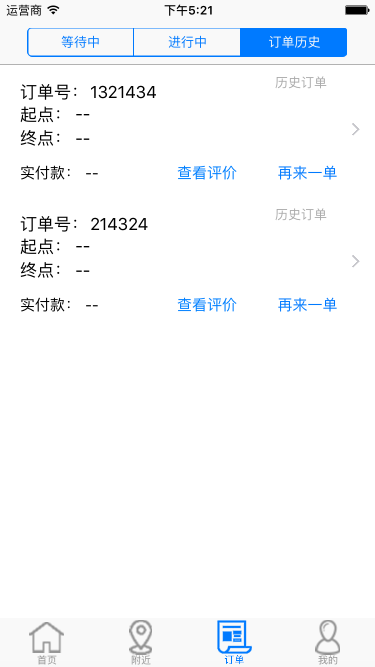 运营商 下午5:21
等待中 进行中 订单历史
历史订单
订单号：1321434
起点：--
终点：--
实付款：-- 查看评价 再来一单
历史订单
订单号：214324
起点：--
终点：--
实付款：-- 查看评价 再来一单
首页 附近 订单 我的